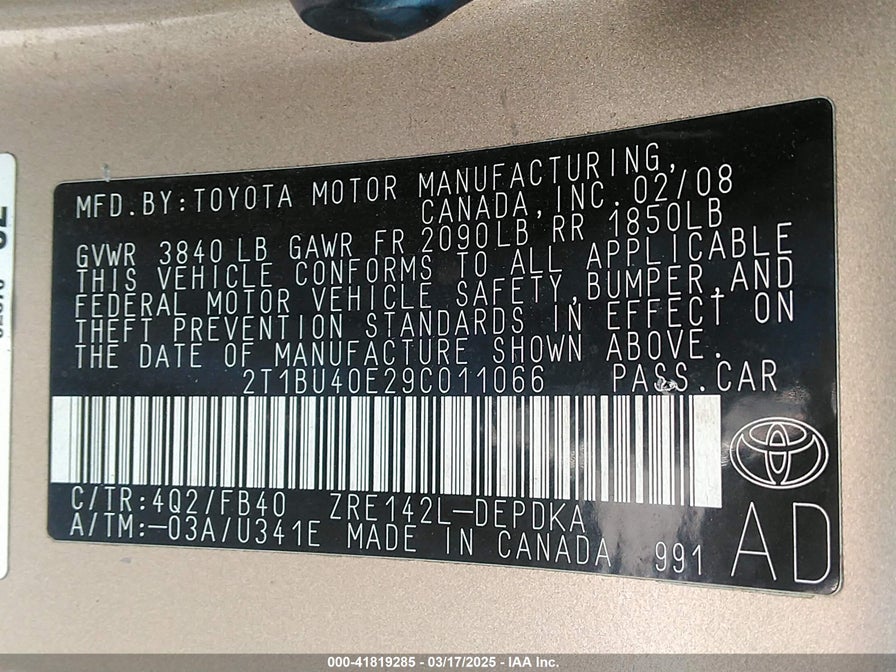 MFD.BY:TOYOTA MOTOR MANUFACTURING,
CANADA,INC. 02/08
GVWR 3840 LB GAWR FR 2090LB RR 1850LB
THIS VEHICLE CONFORMS TO ALL APPLICABLE
FEDERAL MOTOR VEHICLE SAFETY,BUMPER,AND
THEFT PREVENTION STANDARDS IN EFFECT ON
THE DATE OF MANUFACTURE SHOWN ABOVE.
2T1BU40E29C011066 PASS.CAR
C/TR:4Q2/FB40 ZRE142L-DEPDKA
A/TM:-03A/U341E MADE IN CANADA 991 AD
000-41819285 - 03/17/2025 - IAA Inc.